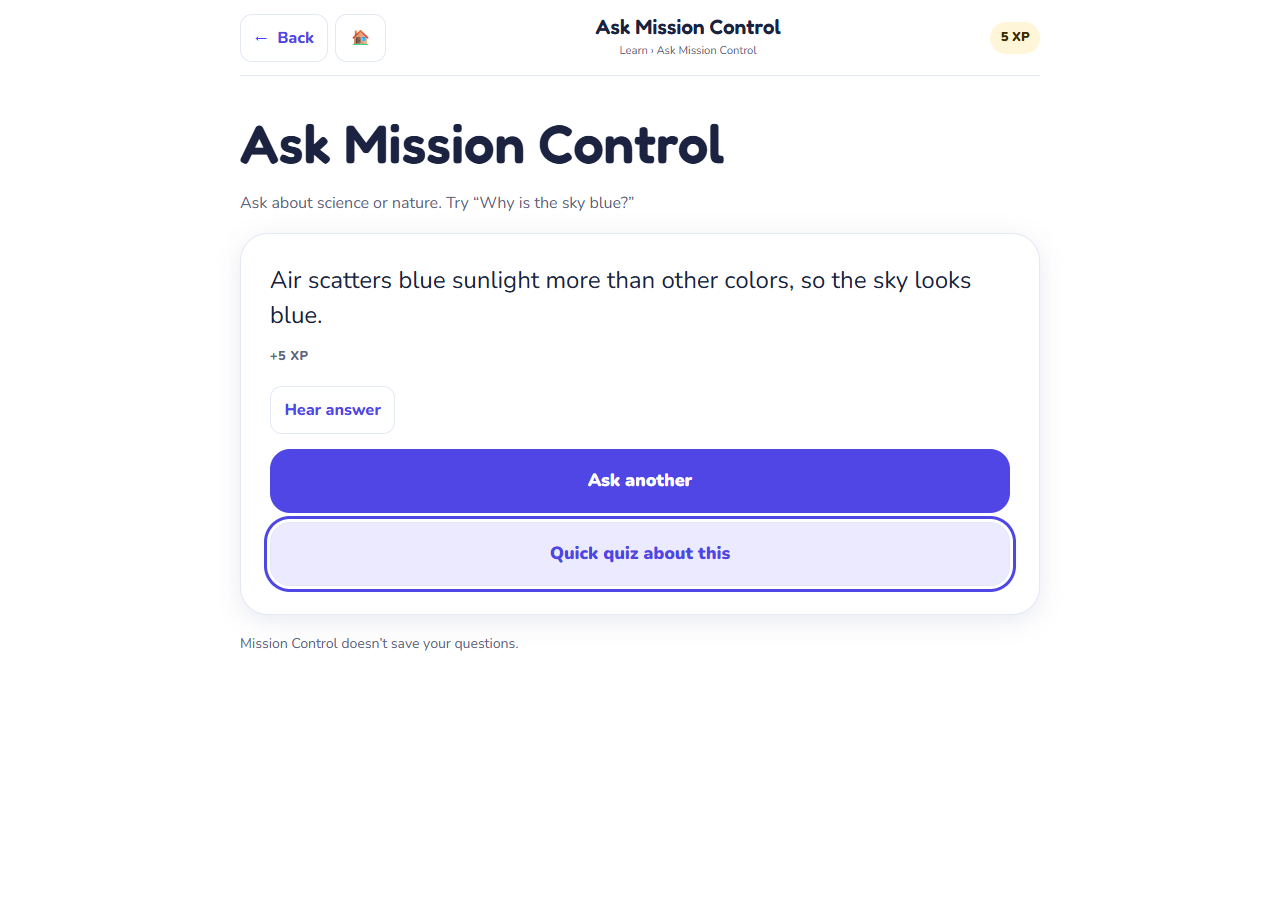 ← Back
Ask Mission Control
Learn › Ask Mission Control
5 XP
Ask Mission Control
Ask about science or nature. Try “Why is the sky blue?”
Air scatters blue sunlight more than other colors, so the sky looks
blue.
+5 XP
Hear answer
Ask another
Quick quiz about this
Mission Control doesn’t save your questions.